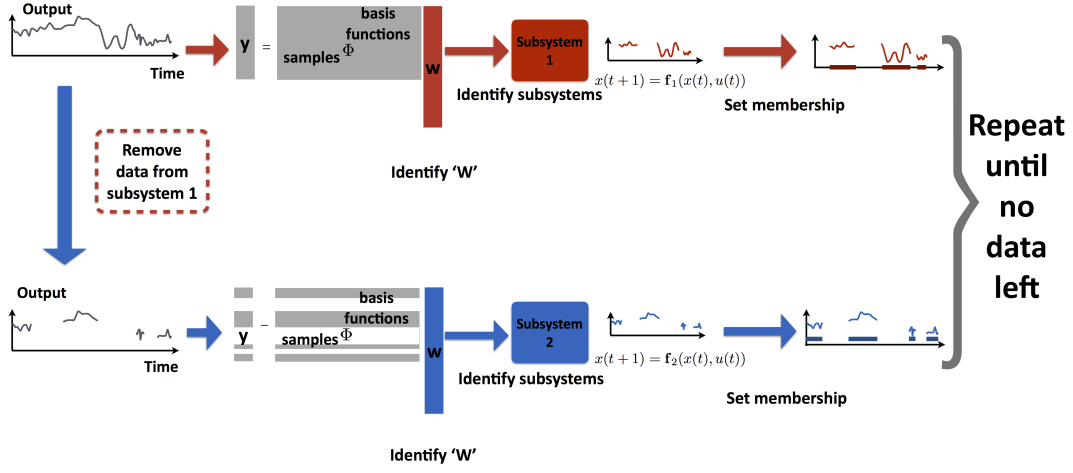 Output
Time
y
=
basis
functions
samples Φ
w
Identify 'W'
Subsystem
1
Identify subsystems
x(t + 1) = f₁(x(t), u(t))
Set membership
Remove
data from
subsystem 1
Repeat
until
no
data
left
Output
Time
y
basis
functions
samples Φ
w
Identify 'W'
Subsystem
2
Identify subsystems
x(t + 1) = f₂(x(t), u(t))
Set membership